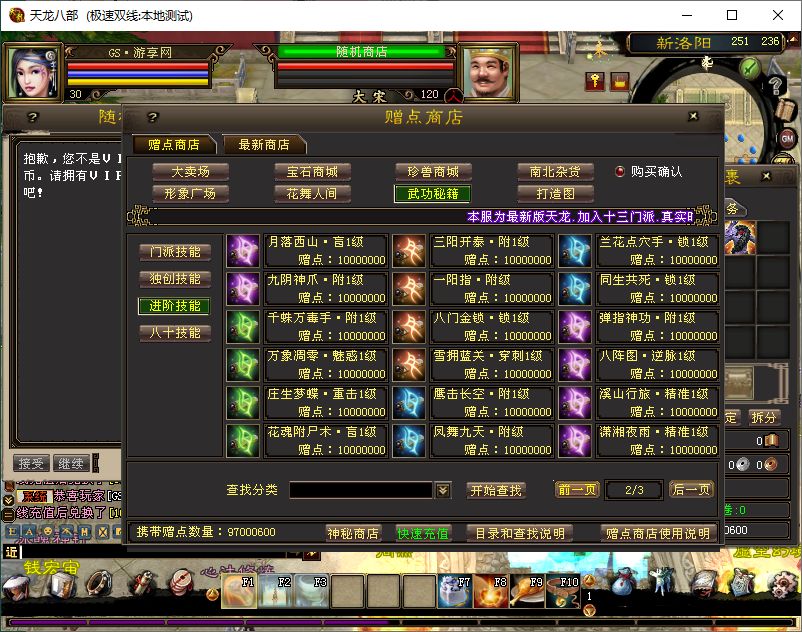 天龙八部 (极速双线:本地测试)
GS·游享网
随机商店
新洛阳 251 236
30
大宋
120
GM
赠点商店
抱歉,您不是VI
币。请拥有VIP
吧!
赠点商店 最新商店
大卖场 宝石商城 珍兽商城 南北杂货 购买确认
形象广场 花舞人间 武功秘籍 打造图
本服为最新版天龙.加入十三门派.真实
门派技能
独创技能
进阶技能
八十技能
月落西山·盲1级 三阳开泰·附1级 兰花点穴手·锁1级
赠点:10000000 赠点:10000000 赠点:10000000
九阴神爪·附1级 一阳指·附级 同生共死·锁1级
赠点:10000000 赠点:10000000 赠点:10000000
千蛛万毒手·附1级 八门金锁·锁1级 弹指神功·附1级
赠点:10000000 赠点:10000000 赠点:10000000
万象凋零·魅惑1级 雪拥蓝关·穿刺1级 八阵图·逆脉1级
赠点:10000000 赠点:10000000 赠点:10000000
庄生梦蝶·重击1级 鹰击长空·附1级 溪山行旅·精准1级
赠点:10000000 赠点:10000000 赠点:10000000
花魂附尸术·盲1级 凤舞九天·附级 潇湘夜雨·精准1级
赠点:10000000 赠点:10000000 赠点:10000000
查找分类 开始查找 前一页 2/3 后一页
携带赠点数量:97000600 神秘商店 快速充值 目录和查找说明 赠点商店使用说明
定 拆分
接受 继续
系统 恭喜玩家[GS
线充值后兑换了 [10
近
钱宏宙
心法修炼
F1 F2 F3 F7 F8 F9 F10
1